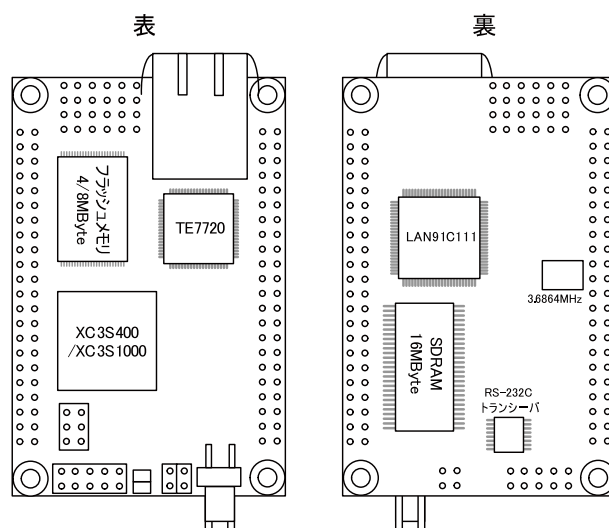 表
フラッシュメモリ
4/8MByte
TE7720
XC3S400
/XC3S1000
裏
LAN91C111
3.6864MHz
SDRAM
16MByte
RS-232C
トランシーバ